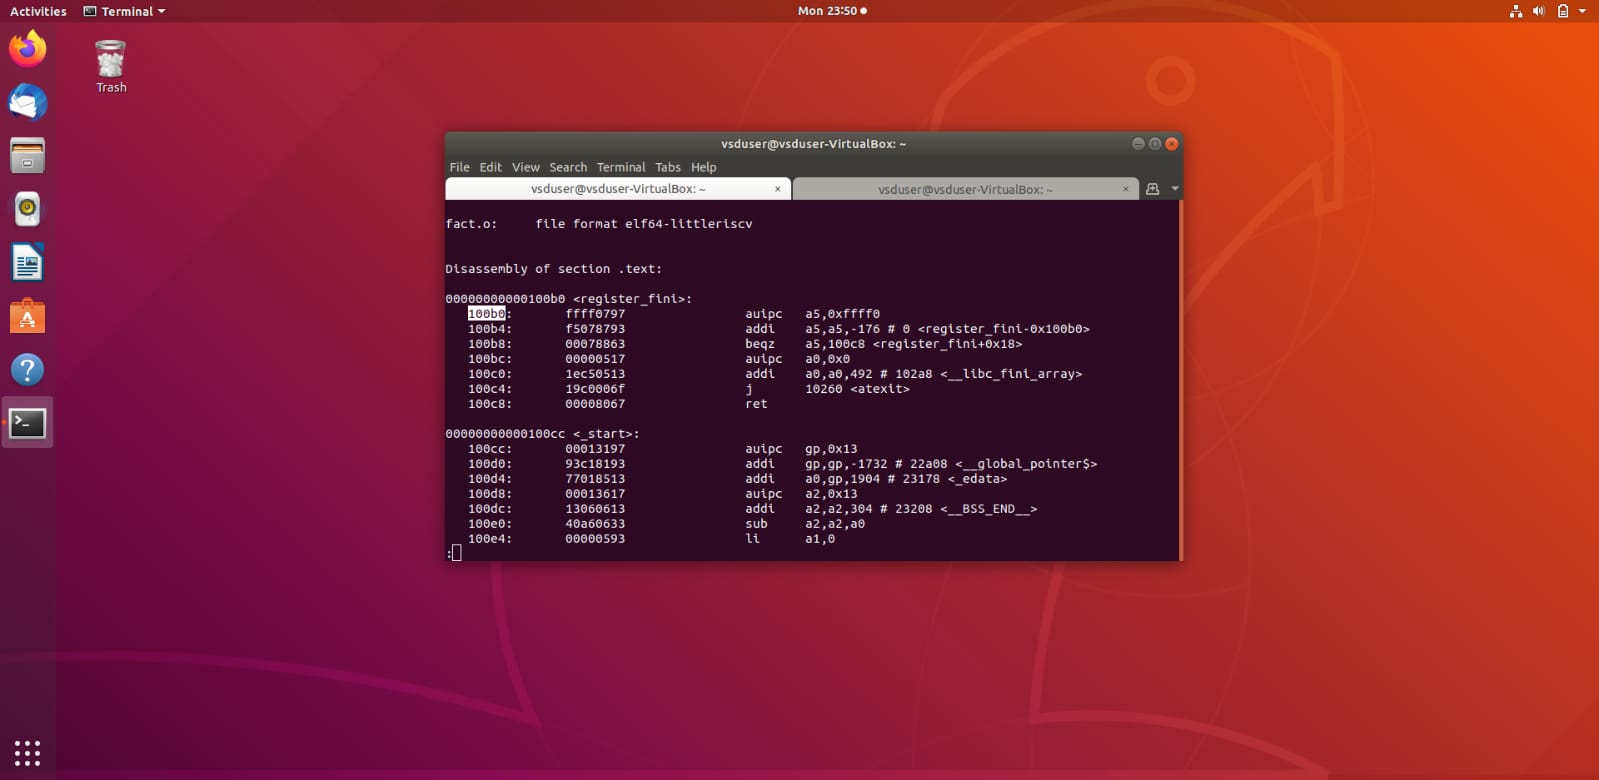 Activities Terminal Mon 23:50
Trash
vsduser@vsduser-VirtualBox: ~
File Edit View Search Terminal Tabs Help
vsduser@vsduser-VirtualBox: ~ × vsduser@vsduser-VirtualBox: ~ ×
fact.o:     file format elf64-littleriscv
Disassembly of section .text:
00000000000100b0 <register_fini>:
100b0: ffff0797 auipc a5,0xffff0
100b4: f5078793 addi a5,a5,-176 # 0 <register_fini-0x100b0>
100b8: 00078863 beqz a5,100c8 <register_fini+0x18>
100bc: 00000517 auipc a0,0x0
100c0: 1ec50513 addi a0,a0,492 # 102a8 <__libc_fini_array>
100c4: 19c0006f j 10260 <atexit>
100c8: 00008067 ret
00000000000100cc <_start>:
100cc: 00013197 auipc gp,0x13
100d0: 93c18193 addi gp,gp,-1732 # 22a08 <__global_pointer$>
100d4: 77018513 addi a0,gp,1904 # 23178 <_edata>
100d8: 00013617 auipc a2,0x13
100dc: 13060613 addi a2,a2,304 # 23208 <__BSS_END__>
100e0: 40a60633 sub a2,a2,a0
100e4: 00000593 li a1,0
: